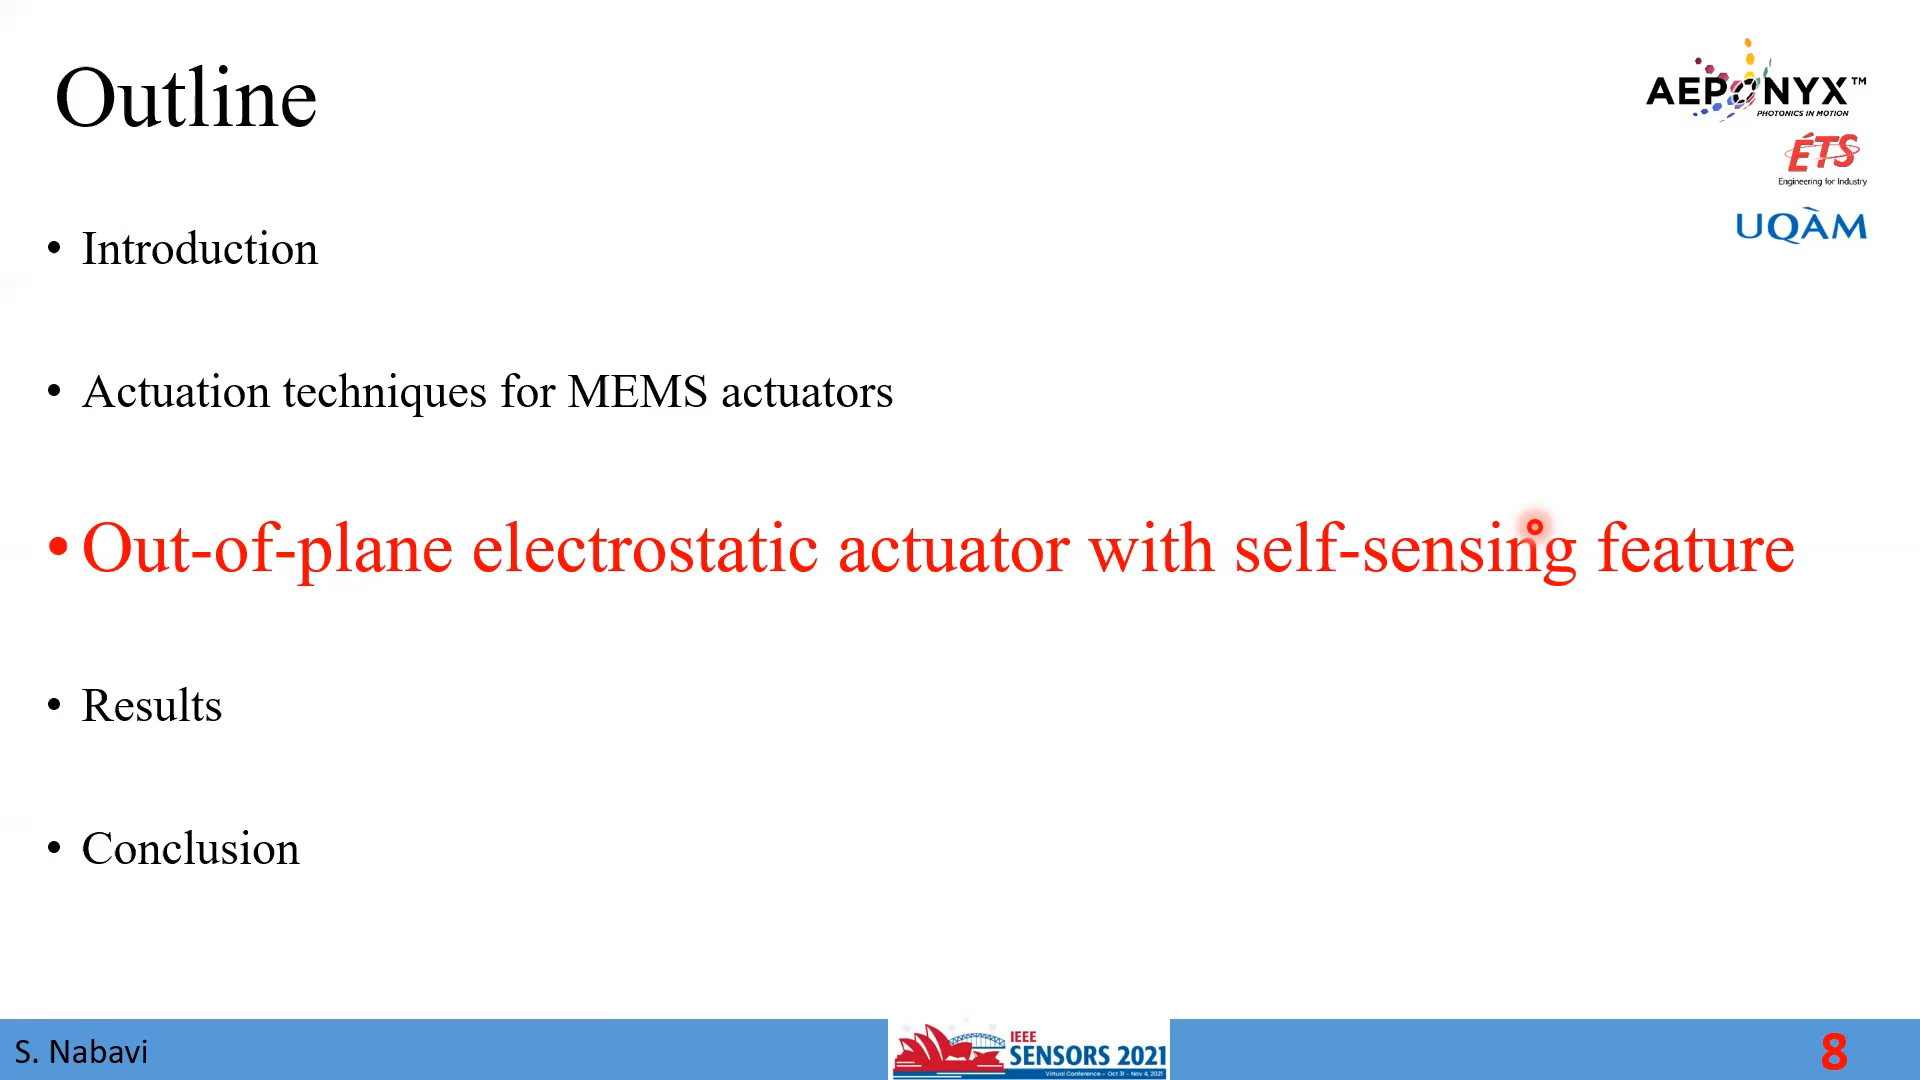 Outline
AEPONYX™
PHOTONICS IN MOTION
ÉTS
Engineering for Industry
UQÀM
• Introduction
• Actuation techniques for MEMS actuators
• Out-of-plane electrostatic actuator with self-sensing feature
• Results
• Conclusion
S. Nabavi
IEEE
SENSORS 2021
Virtual Conference - Oct 31 - Nov 4, 2021
8